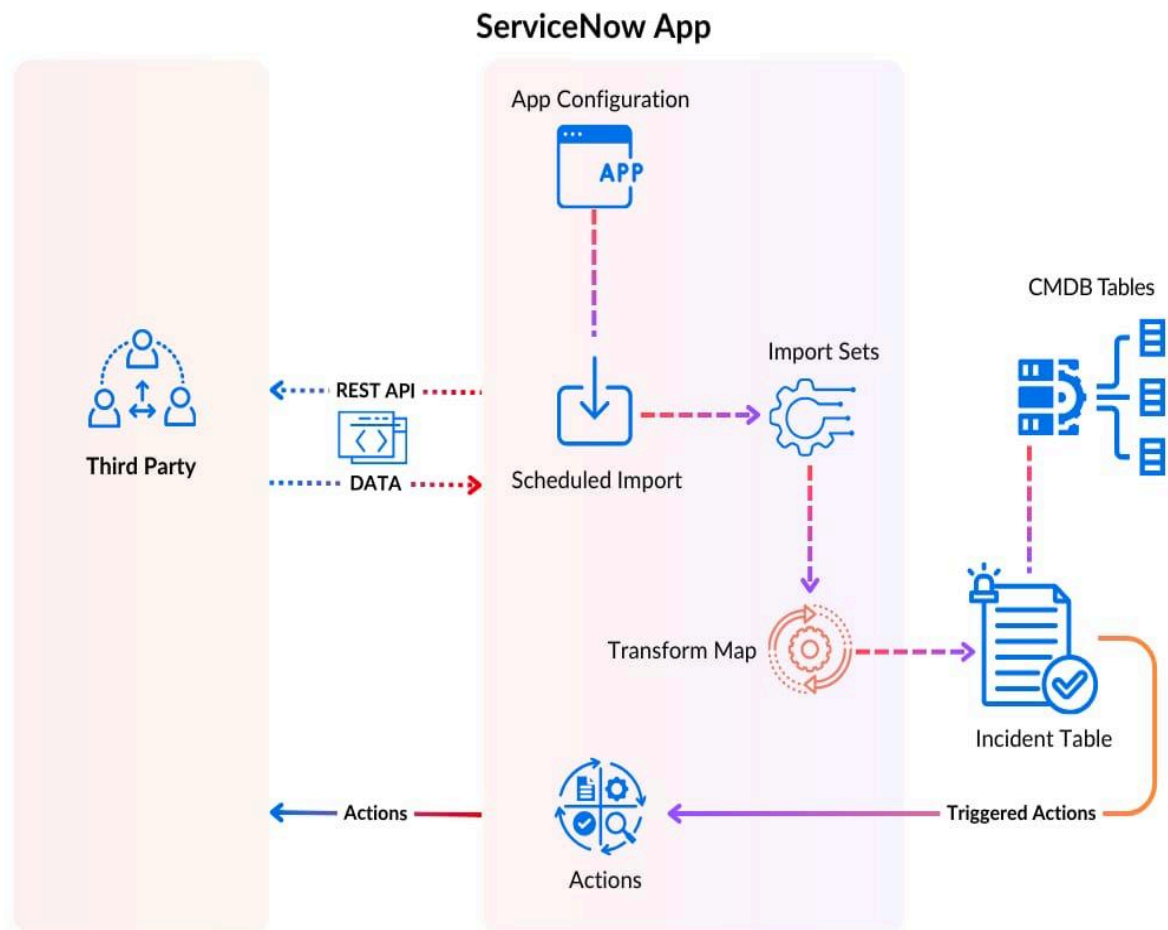 ServiceNow App
App Configuration
APP
CMDB Tables
Import Sets
REST API
Third Party
DATA
Scheduled Import
Transform Map
Incident Table
Actions
Triggered Actions
Actions